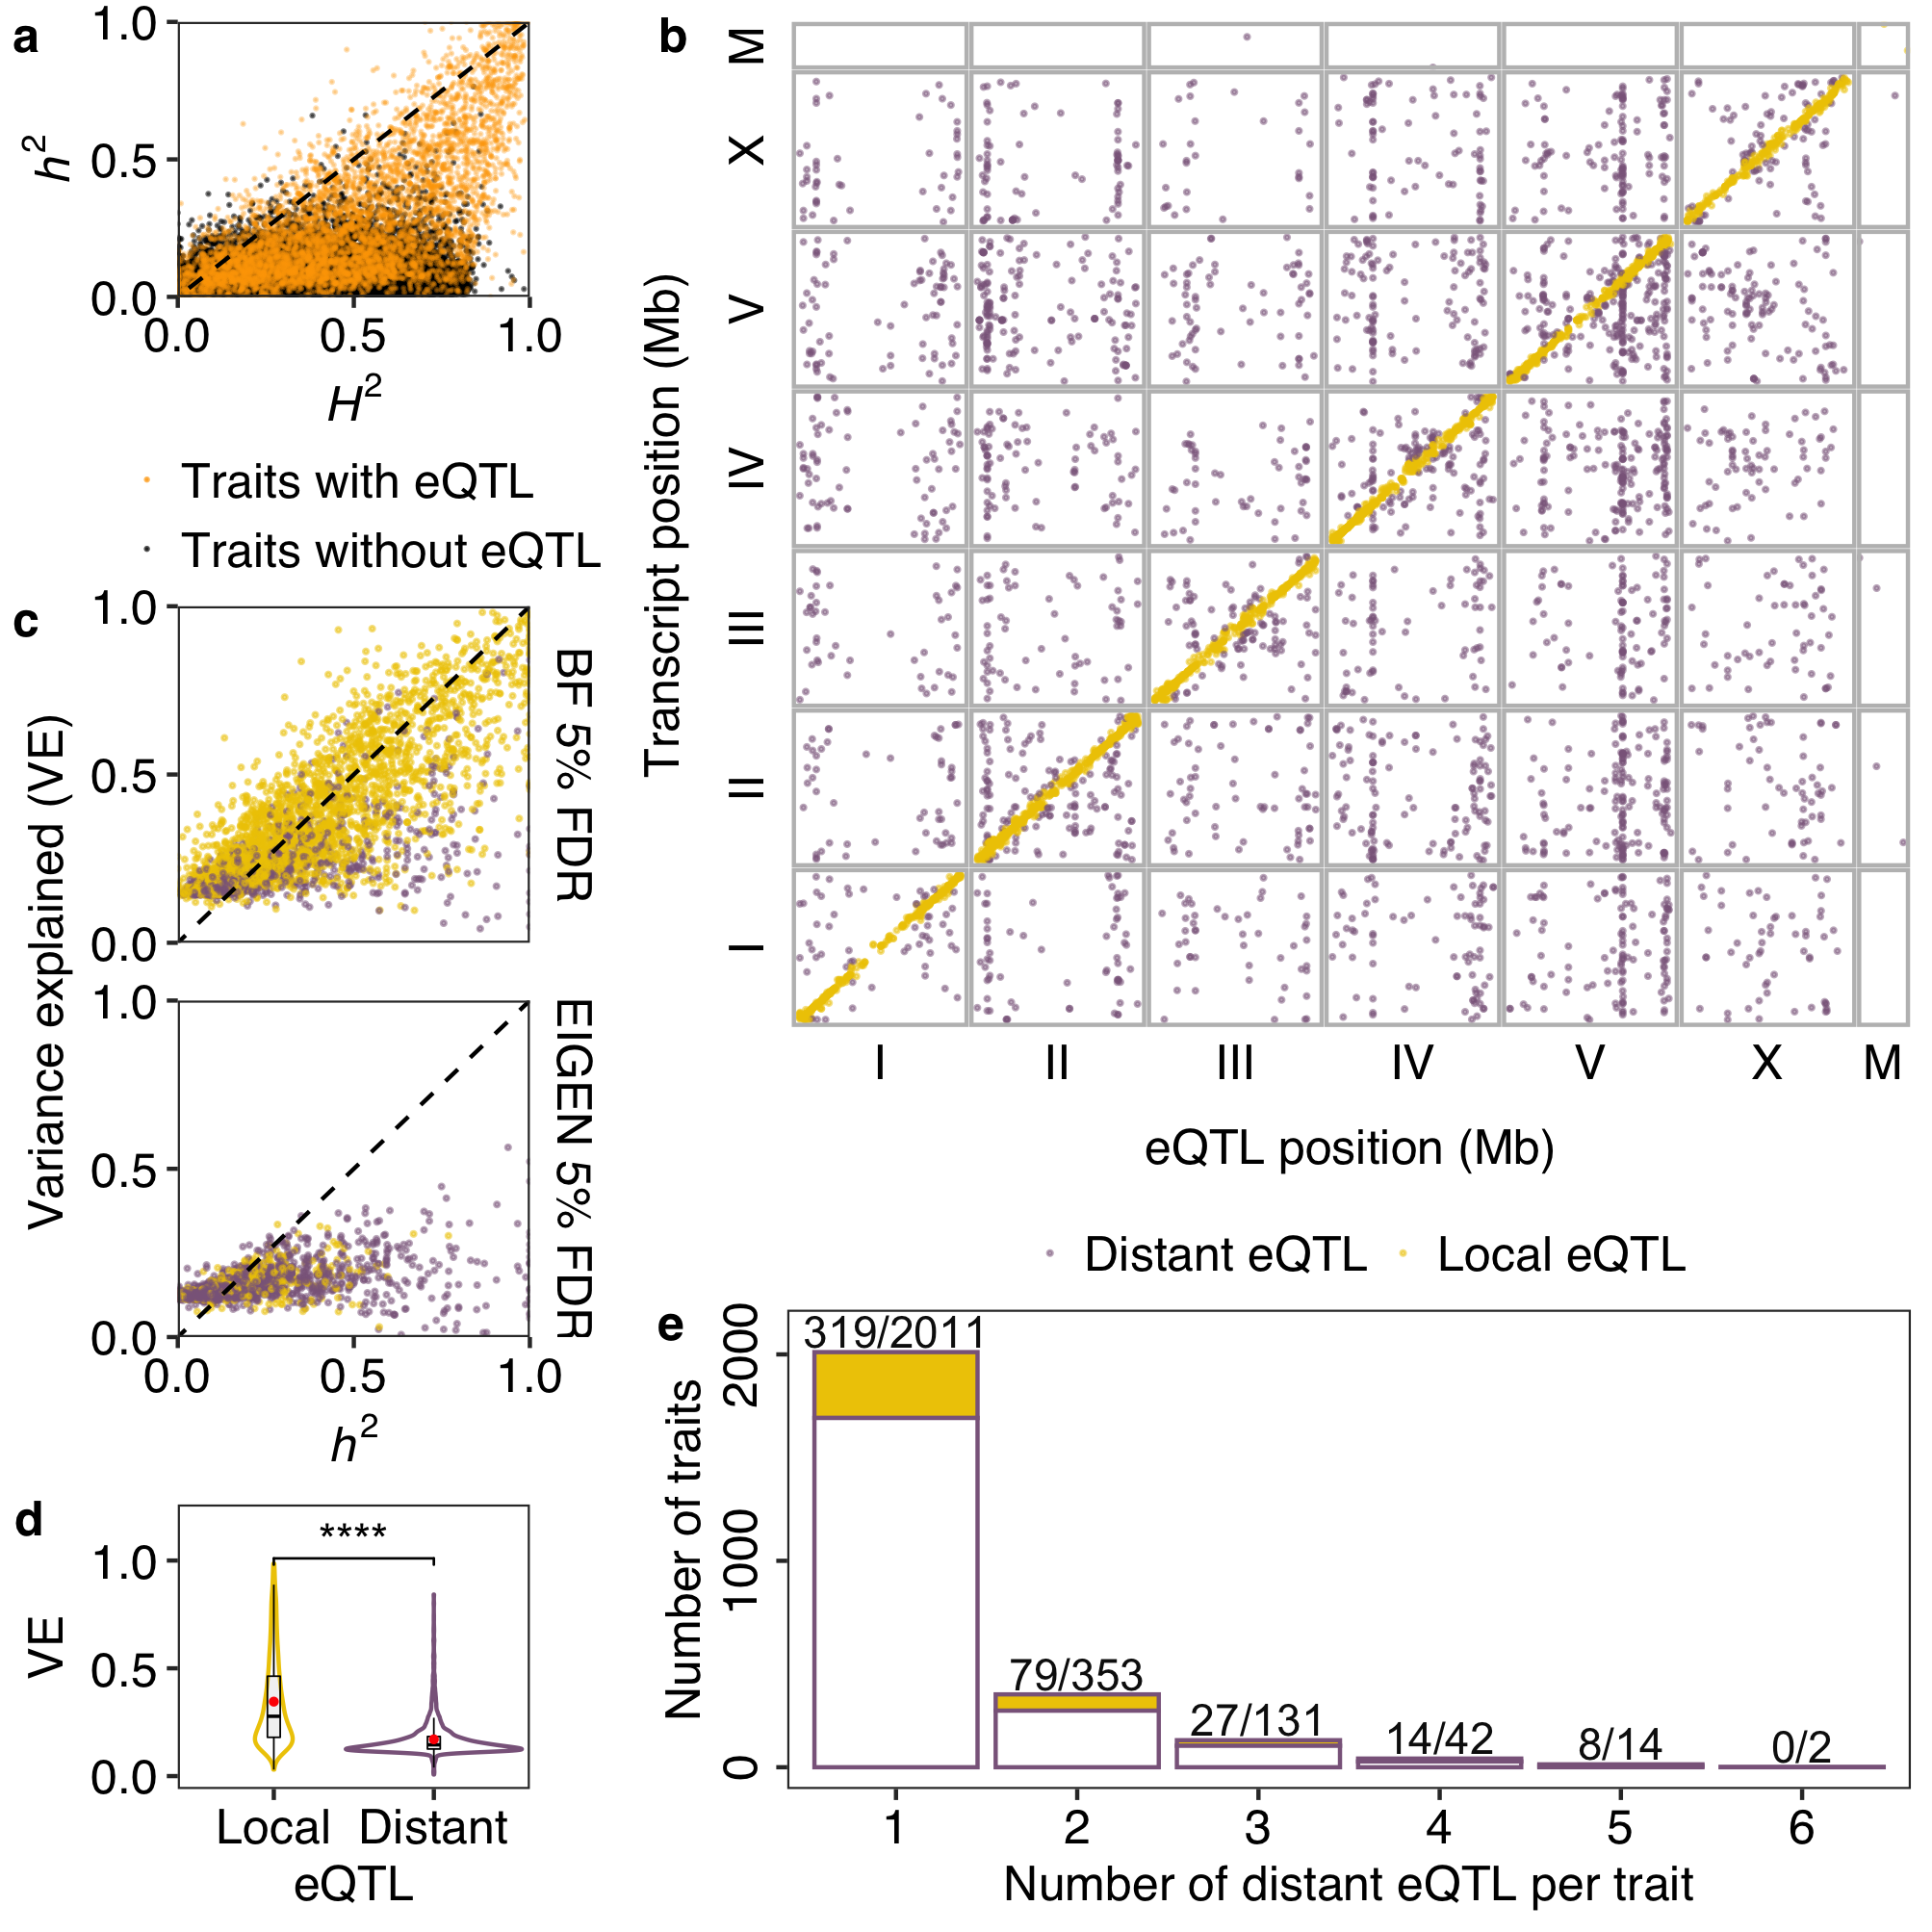 a
1.0
0.5
0.0
h2
0.0 0.5 1.0
H2
Traits with eQTL
Traits without eQTL
b
M
X
V
IV
III
II
I
Transcript position (Mb)
I II III IV V X M
eQTL position (Mb)
Distant eQTL Local eQTL
c
1.0
0.5
0.0
BF 5% FDR
1.0
0.5
0.0
EIGEN 5% FDR
Variance explained (VE)
0.0 0.5 1.0
h2
d
****
1.0
0.5
0.0
VE
Local Distant
eQTL
e
2000
1000
0
Number of traits
319/2011
79/353
27/131
14/42
8/14
0/2
1 2 3 4 5 6
Number of distant eQTL per trait